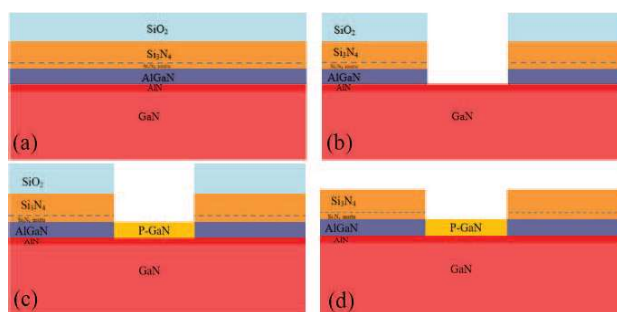 SiO₂
Si₃N₄
AlGaN
AlN
GaN
(a)
SiO₂
Si₃N₄
AlGaN
AlN
GaN
(b)
SiO₂
Si₃N₄
AlGaN
P-GaN
AlN
GaN
(c)
Si₃N₄
AlGaN
P-GaN
AlN
GaN
(d)